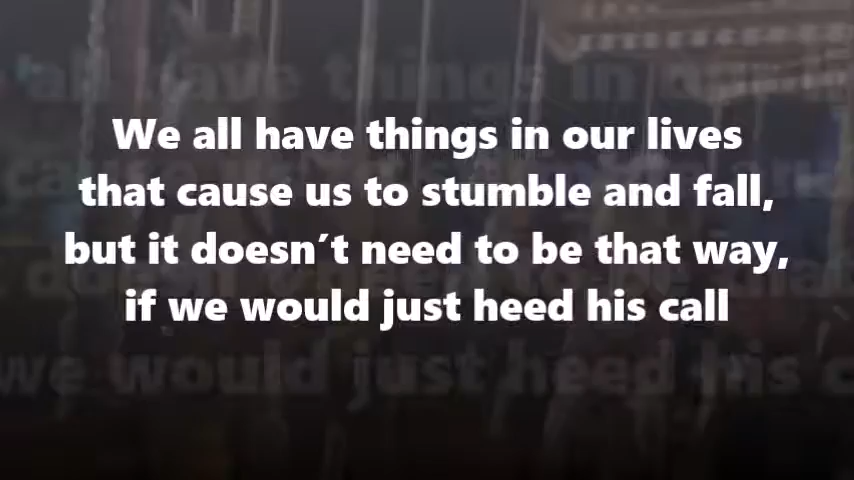 We all have things in our lives
that cause us to stumble and fall,
but it doesn't need to be that way,
if we would just heed his call